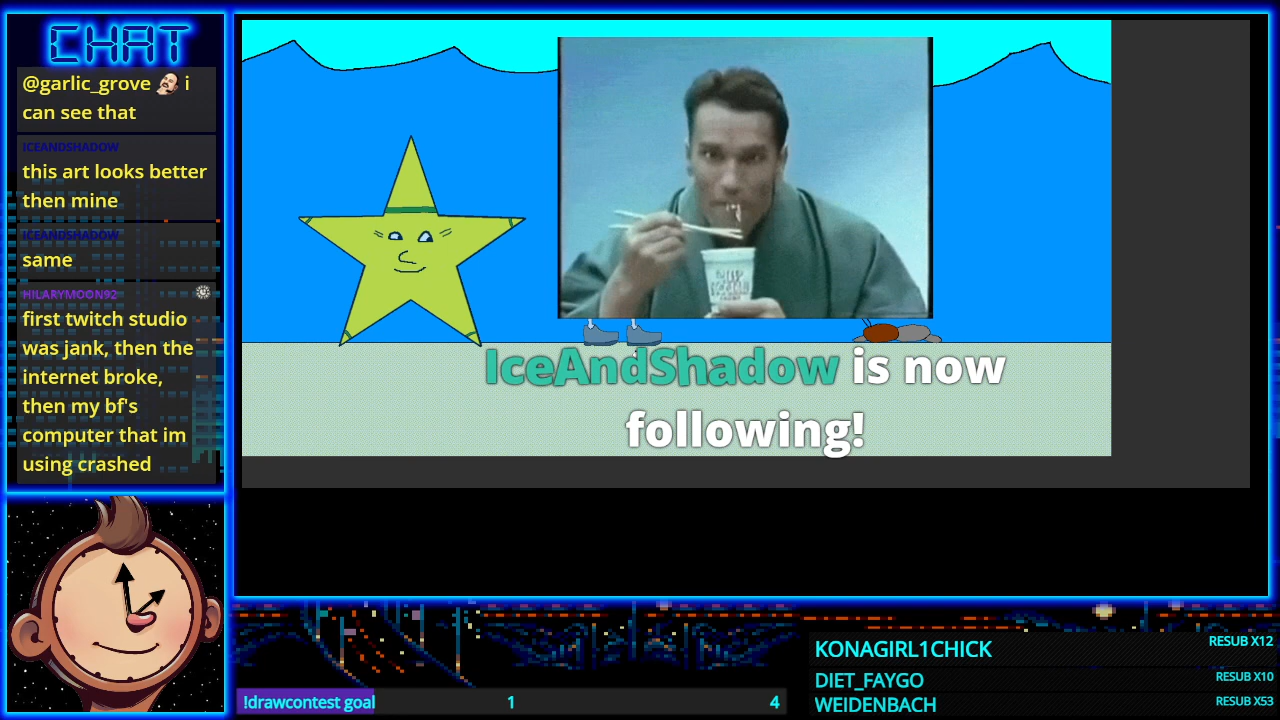 CHAT
@garlic_grove i
can see that
ICEANDSHADOW
this art looks better
then mine
ICEANDSHADOW
same
HILARYMOON92
first twitch studio
was jank, then the
internet broke,
then my bf's
computer that im
using crashed
IceAndShadow is now
following!
!drawcontest goal 1 4
KONAGIRL1CHICK RESUB X12
DIET_FAYGO RESUB X10
WEIDENBACH RESUB X53